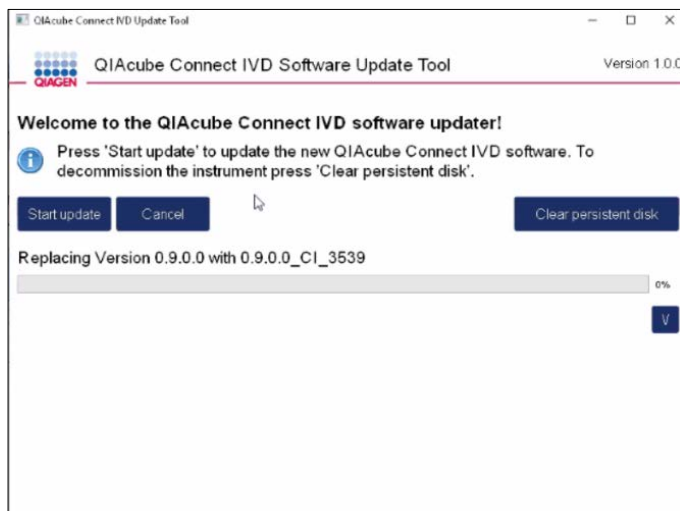 QIAcube Connect IVD Update Tool
QIAGEN
QIAcube Connect IVD Software Update Tool
Version 1.0.0
Welcome to the QIAcube Connect IVD software updater!
Press 'Start update' to update the new QIAcube Connect IVD software. To
decommission the instrument press 'Clear persistent disk'.
Start update
Cancel
Clear persistent disk
Replacing Version 0.9.0.0 with 0.9.0.0_CI_3539
0%
V